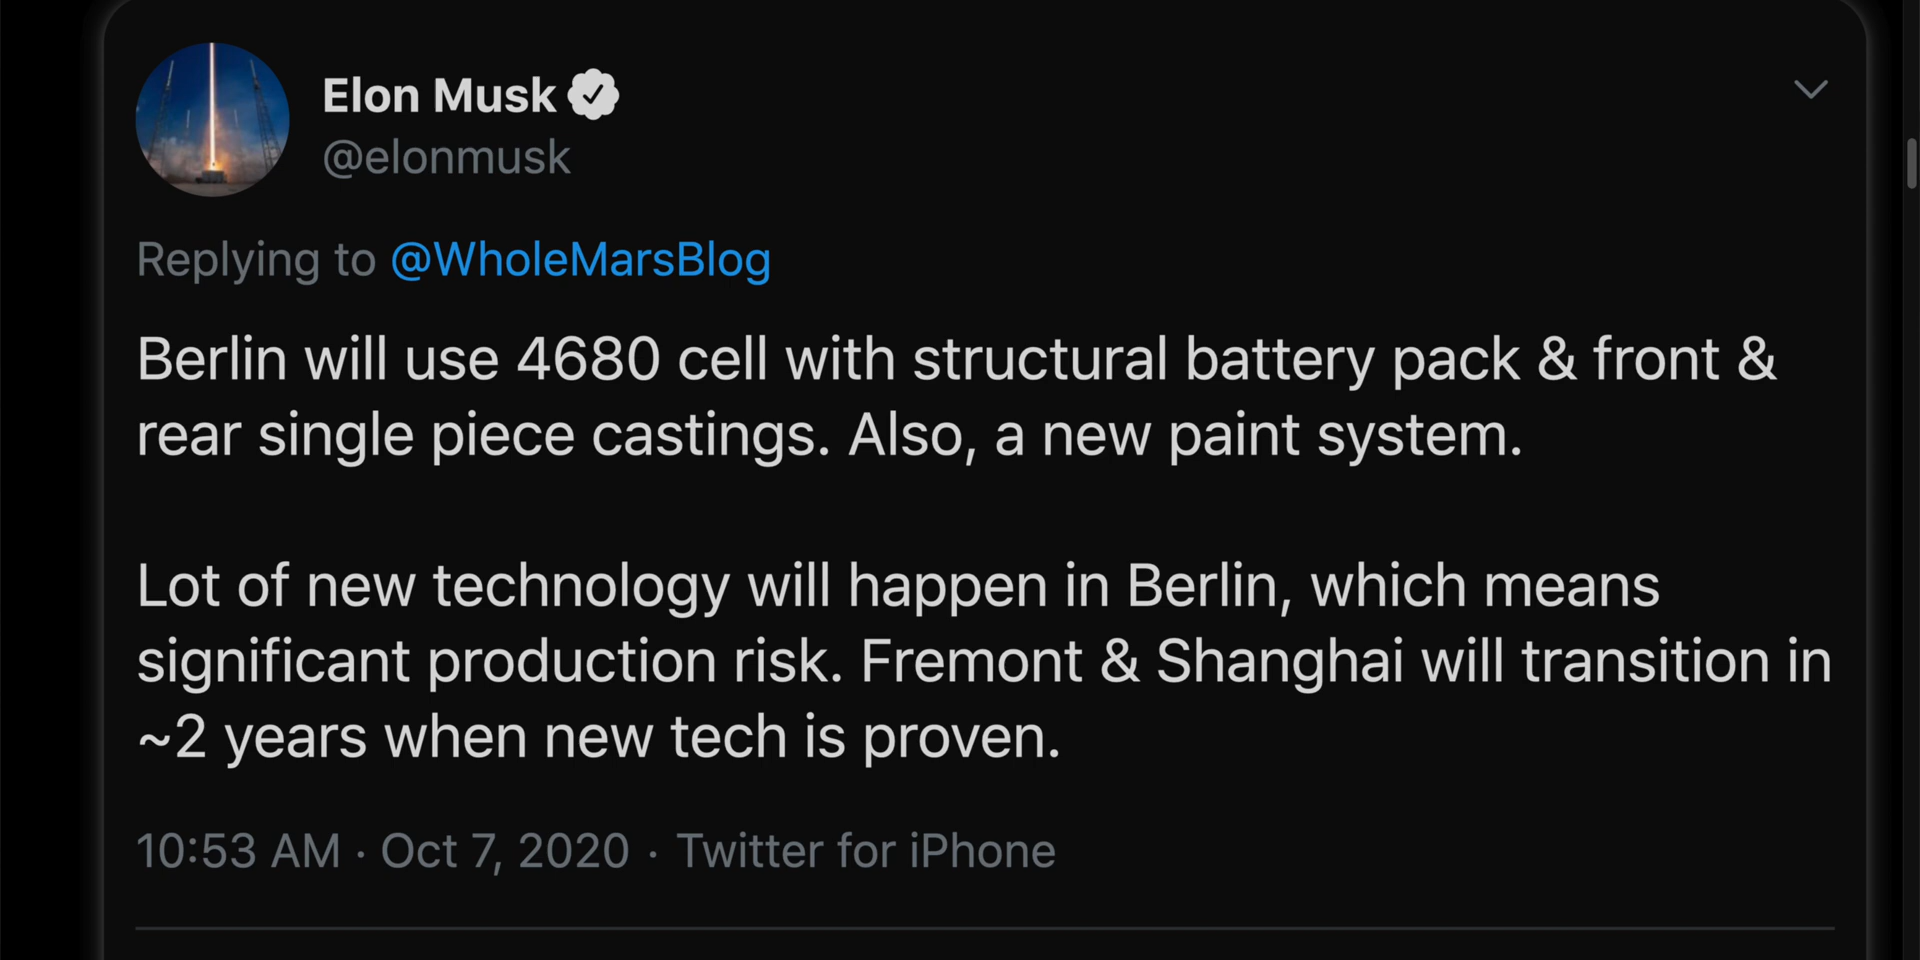 Elon Musk
@elonmusk
Replying to @WholeMarsBlog
Berlin will use 4680 cell with structural battery pack & front &
rear single piece castings. Also, a new paint system.
Lot of new technology will happen in Berlin, which means
significant production risk. Fremont & Shanghai will transition in
~2 years when new tech is proven.
10:53 AM · Oct 7, 2020 · Twitter for iPhone